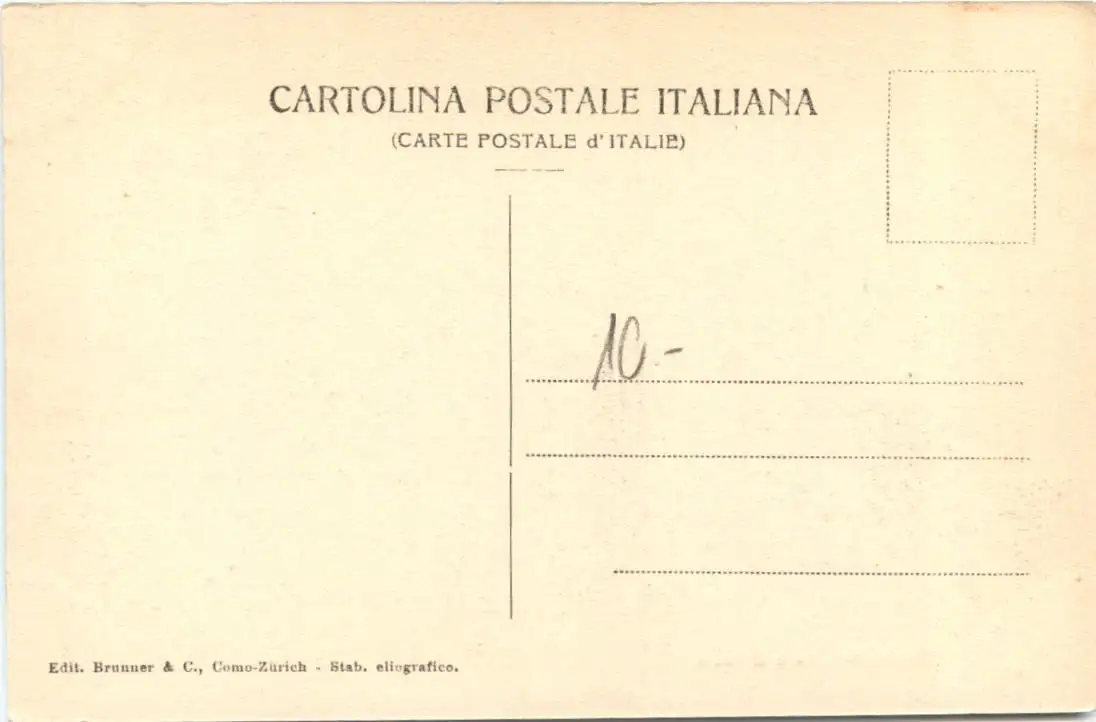 CARTOLINA POSTALE ITALIANA
(CARTE POSTALE d'ITALIE)
10-
Edit. Brunner & C., Como-Zürich - Stab. eliografico.